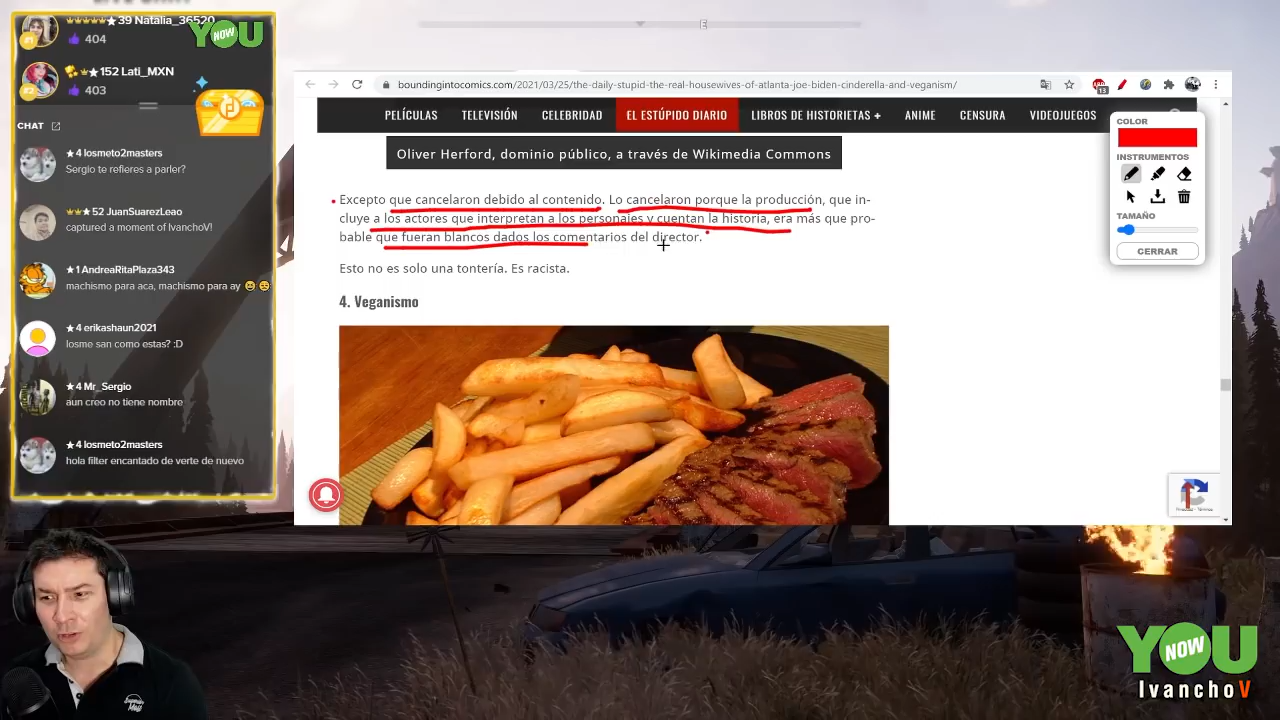 39 Natalia_36520
#1
404
YOU
NOW
152 Lati_MXN
#2
403
CHAT
4 losmeto2masters
Sergio te refieres a parler?
52 JuanSuarezLeao
captured a moment of IvanchoV!
1 AndreaRitaPlaza343
machismo para aca, machismo para ay
4 erikashaun2021
losme san como estas? :D
4 Mr_Sergio
aun creo no tiene nombre
4 losmeto2masters
hola filter encantado de verte de nuevo
E
boundingintocomics.com/2021/03/25/the-daily-stupid-the-real-housewives-of-atlanta-joe-biden-cinderella-and-veganism/
13
PELÍCULAS TELEVISIÓN CELEBRIDAD EL ESTÚPIDO DIARIO LIBROS DE HISTORIETAS + ANIME CENSURA VIDEOJUEGOS
Oliver Herford, dominio público, a través de Wikimedia Commons
Excepto que cancelaron debido al contenido. Lo cancelaron porque la producción, que in-
cluye a los actores que interpretan a los personajes y cuentan la historia, era más que pro-
bable que fueran blancos dados los comentarios del director.
Esto no es solo una tontería. Es racista.
4. Veganismo
COLOR
INSTRUMENTOS
TAMAÑO
CERRAR
YOU
NOW
IvanchoV